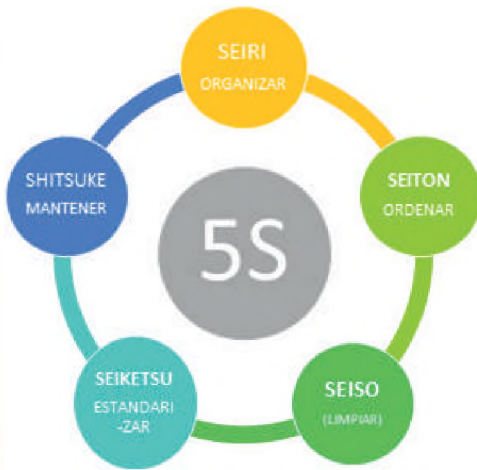 SEIRI
ORGANIZAR
SEITON
ORDENAR
SEISO
(LIMPIAR)
SEIKETSU
ESTANDARI
-ZAR
SHITSUKE
MANTENER
5S